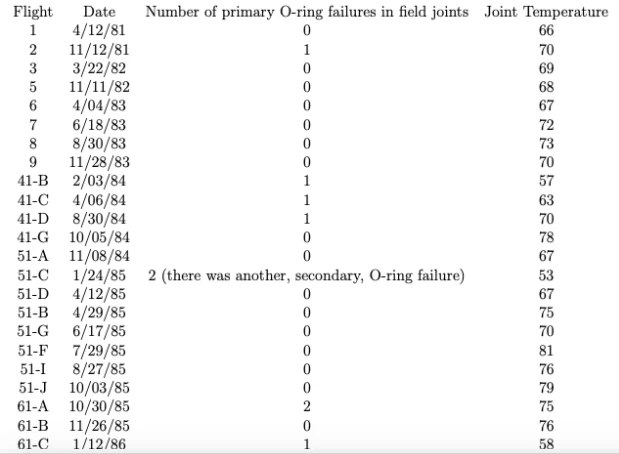 Flight Date Number of primary O-ring failures in field joints Joint Temperature
1 4/12/81 0 66
2 11/12/81 1 70
3 3/22/82 0 69
5 11/11/82 0 68
6 4/04/83 0 67
7 6/18/83 0 72
8 8/30/83 0 73
9 11/28/83 0 70
41-B 2/03/84 1 57
41-C 4/06/84 1 63
41-D 8/30/84 1 70
41-G 10/05/84 0 78
51-A 11/08/84 0 67
51-C 1/24/85 2 (there was another, secondary, O-ring failure) 53
51-D 4/12/85 0 67
51-B 4/29/85 0 75
51-G 6/17/85 0 70
51-F 7/29/85 0 81
51-I 8/27/85 0 76
51-J 10/03/85 0 79
61-A 10/30/85 2 75
61-B 11/26/85 0 76
61-C 1/12/86 1 58